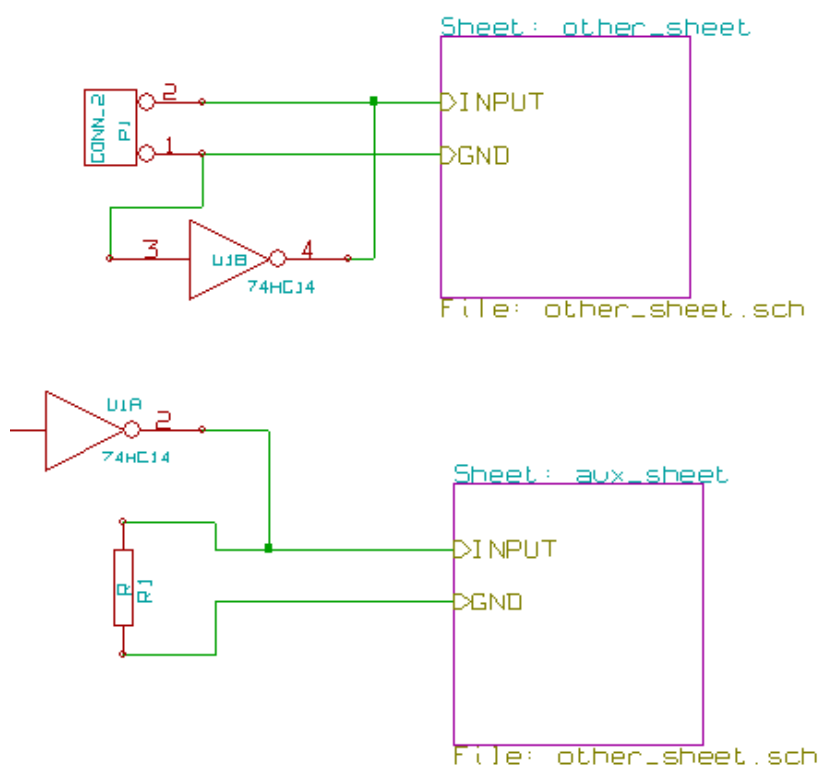 Sheet: other_sheet
CONN_2
P1
2
1
INPUT
GND
3
U1B
4
74HC14
File: other_sheet.sch
U1A
2
74HC14
Sheet: aux_sheet
R
R1
INPUT
GND
File: other_sheet.sch